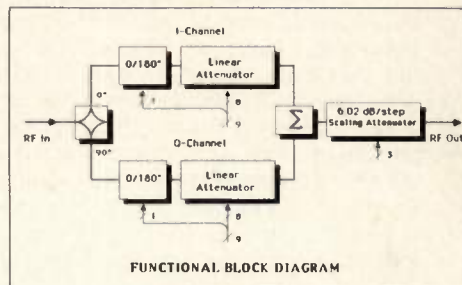 I-Channel
0/180°
Linear
Attenuator
0°
1
8
9
RF In
Σ
6.02 dB/step
Scaling Attenuator
RF Out
3
90°
Q-Channel
0/180°
Linear
Attenuator
1
8
9
FUNCTIONAL BLOCK DIAGRAM